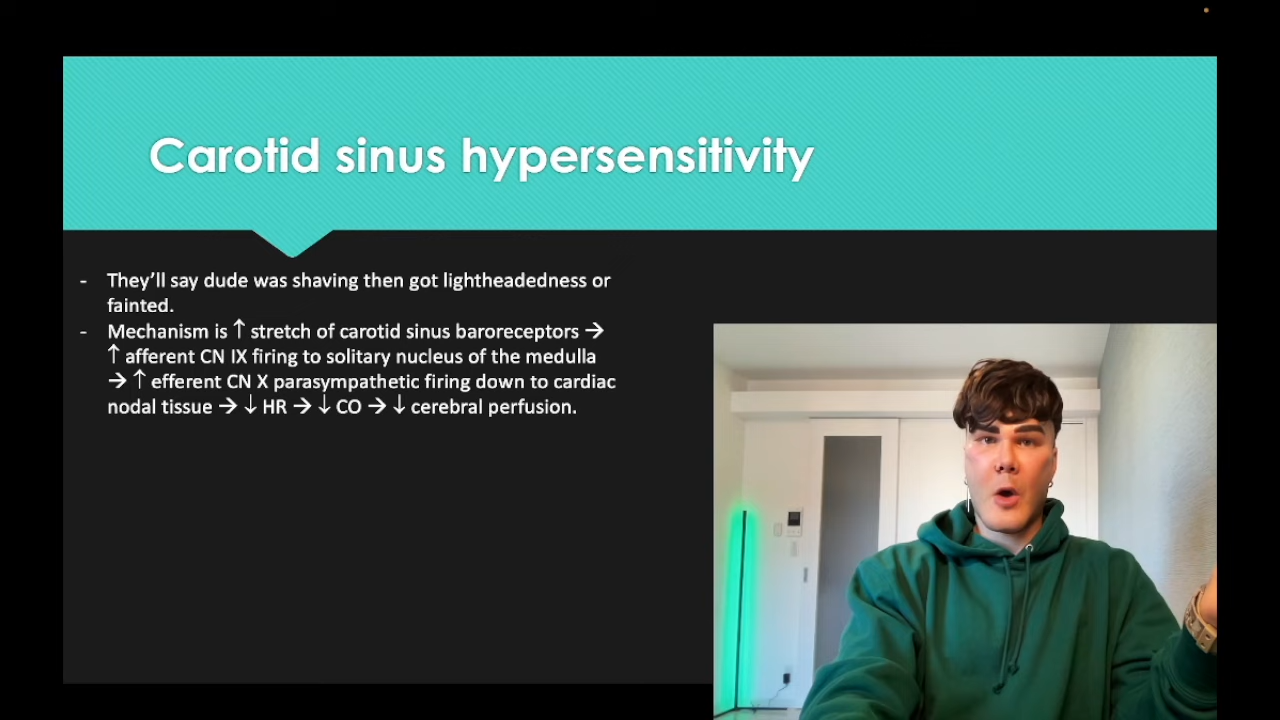 Carotid sinus hypersensitivity
- They’ll say dude was shaving then got lightheadedness or
fainted.
- Mechanism is ↑ stretch of carotid sinus baroreceptors →
↑ afferent CN IX firing to solitary nucleus of the medulla
→ ↑ efferent CN X parasympathetic firing down to cardiac
nodal tissue → ↓ HR → ↓ CO → ↓ cerebral perfusion.